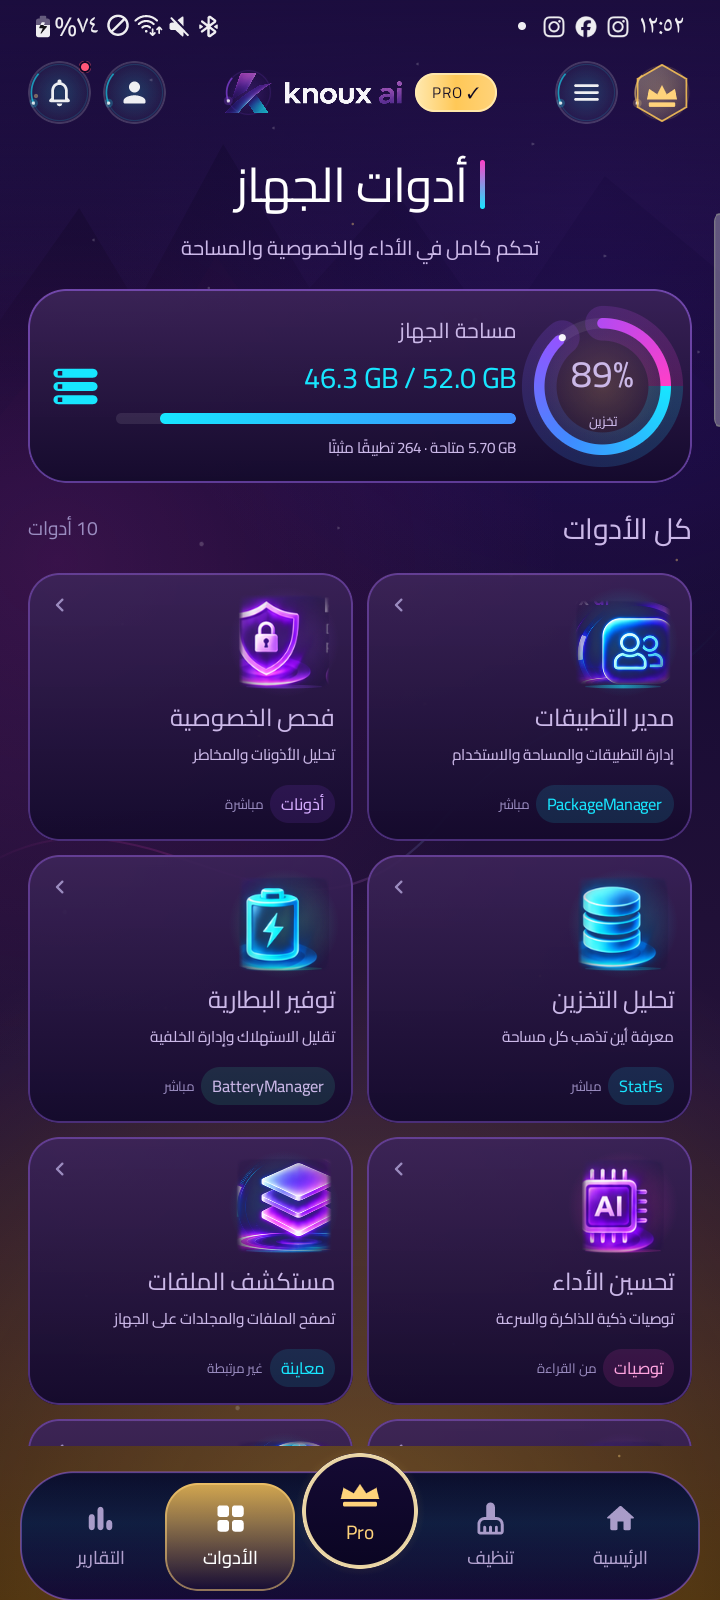 ١٢:٥٢
%٧٤
PRO ✓
knoux ai
أدوات الجهاز
تحكم كامل في الأداء والخصوصية والمساحة
89%
تخزين
مساحة الجهاز
46.3 GB / 52.0 GB
5.70 GB متاحة · 264 تطبيقًا مثبتًا
كل الأدوات
10 أدوات
مدير التطبيقات
إدارة التطبيقات والمساحة والاستخدام
PackageManager مباشر
فحص الخصوصية
تحليل الأذونات والمخاطر
أذونات مباشرة
تحليل التخزين
معرفة أين تذهب كل مساحة
StatFs مباشر
توفير البطارية
تقليل الاستهلاك وإدارة الخلفية
BatteryManager مباشر
AI
تحسين الأداء
توصيات ذكية للذاكرة والسرعة
توصيات من القراءة
مستكشف الملفات
تصفح الملفات والمجلدات على الجهاز
معاينة غير مرتبطة
الرئيسية
تنظيف
Pro
الأدوات
التقارير